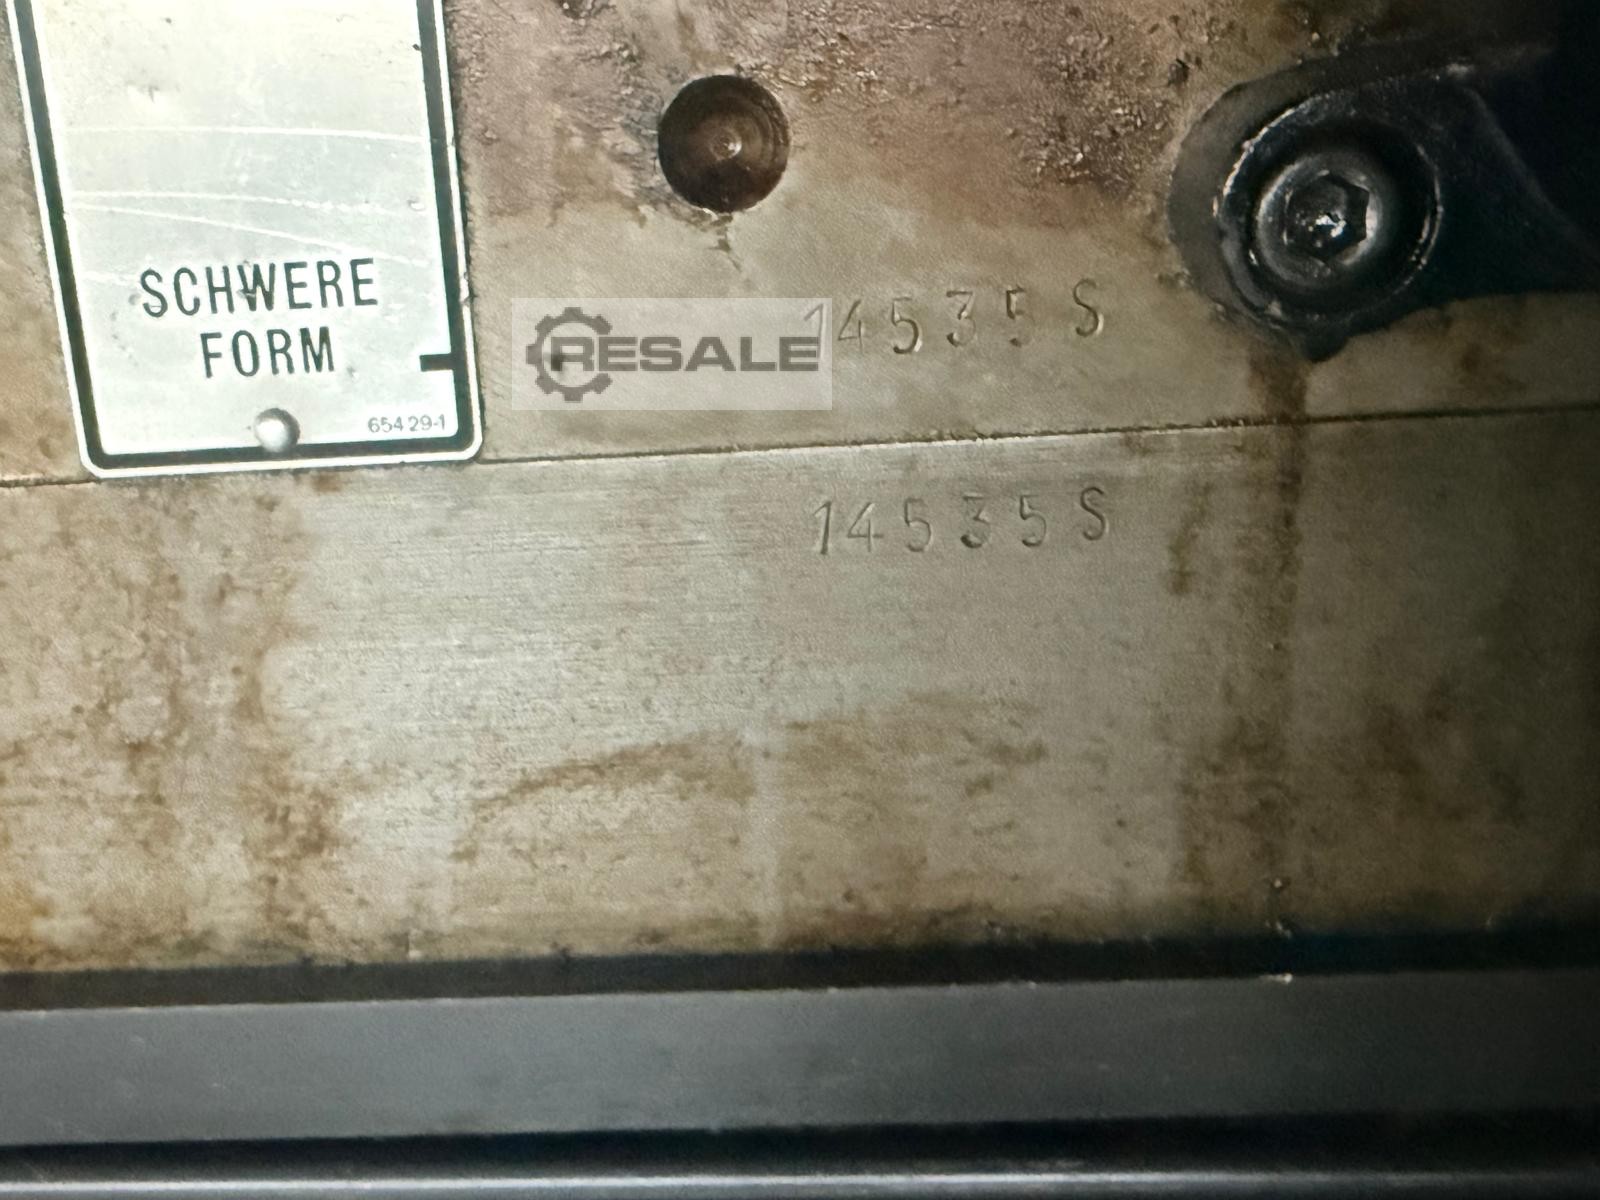 SCHWERE
FORM
65429-1
RESALE
14535 S
14535 S